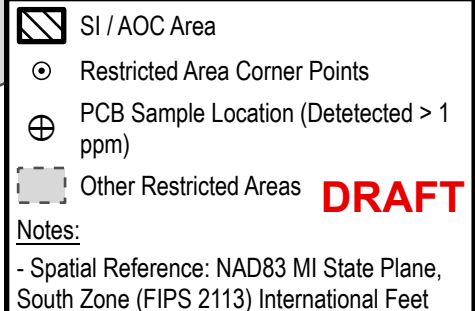 SI / AOC Area
Restricted Area Corner Points
PCB Sample Location (Detetected > 1
ppm)
Other Restricted Areas
DRAFT
Notes:
- Spatial Reference: NAD83 MI State Plane,
South Zone (FIPS 2113) International Feet